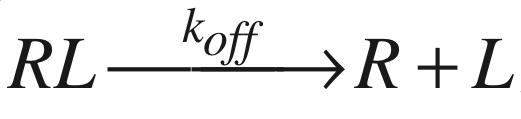 k_off
RL ⟶ R + L